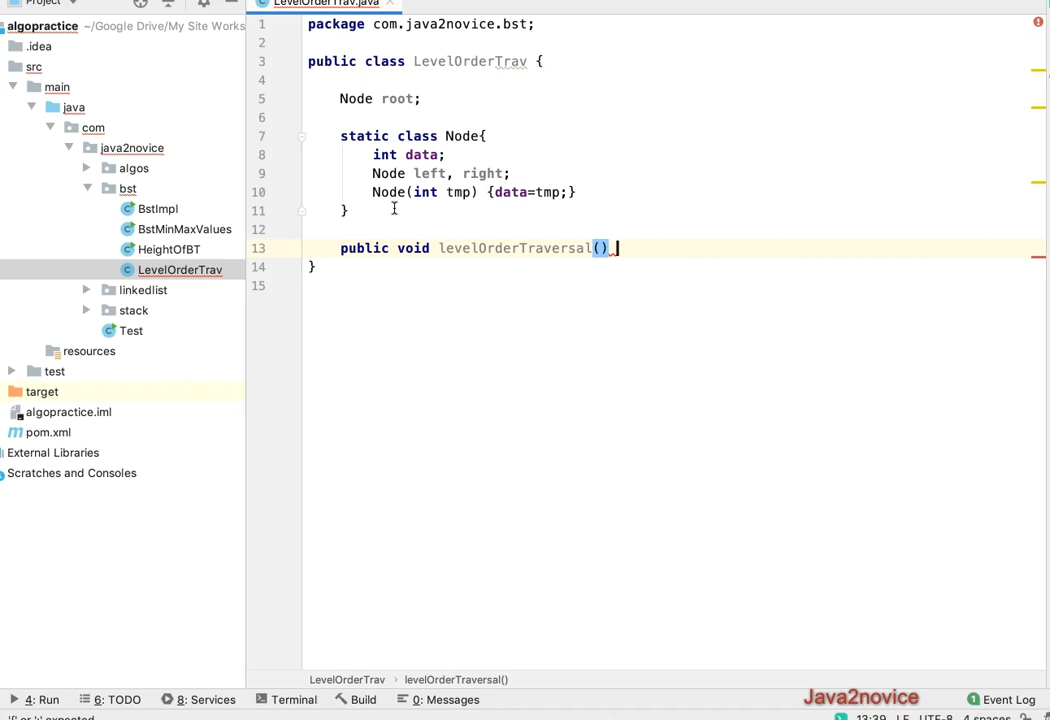 Project
LevelOrderTrav.java
algopractice ~/Google Drive/My Site Works
.idea
src
main
java
com
java2novice
algos
bst
BstImpl
BstMinMaxValues
HeightOfBT
LevelOrderTrav
linkedlist
stack
Test
resources
test
target
algopractice.iml
pom.xml
External Libraries
Scratches and Consoles
1 package com.java2novice.bst;
2
3 public class LevelOrderTrav {
4
5 Node root;
6
7 static class Node{
8 int data;
9 Node left, right;
10 Node(int tmp) {data=tmp;}
11 }
12
13 public void levelOrderTraversal()
14 }
15
LevelOrderTrav › levelOrderTraversal()
4: Run 6: TODO 8: Services Terminal Build 0: Messages Java2novice 1 Event Log
'{' or ';' expected 13:39 LF UTF-8 4 spaces